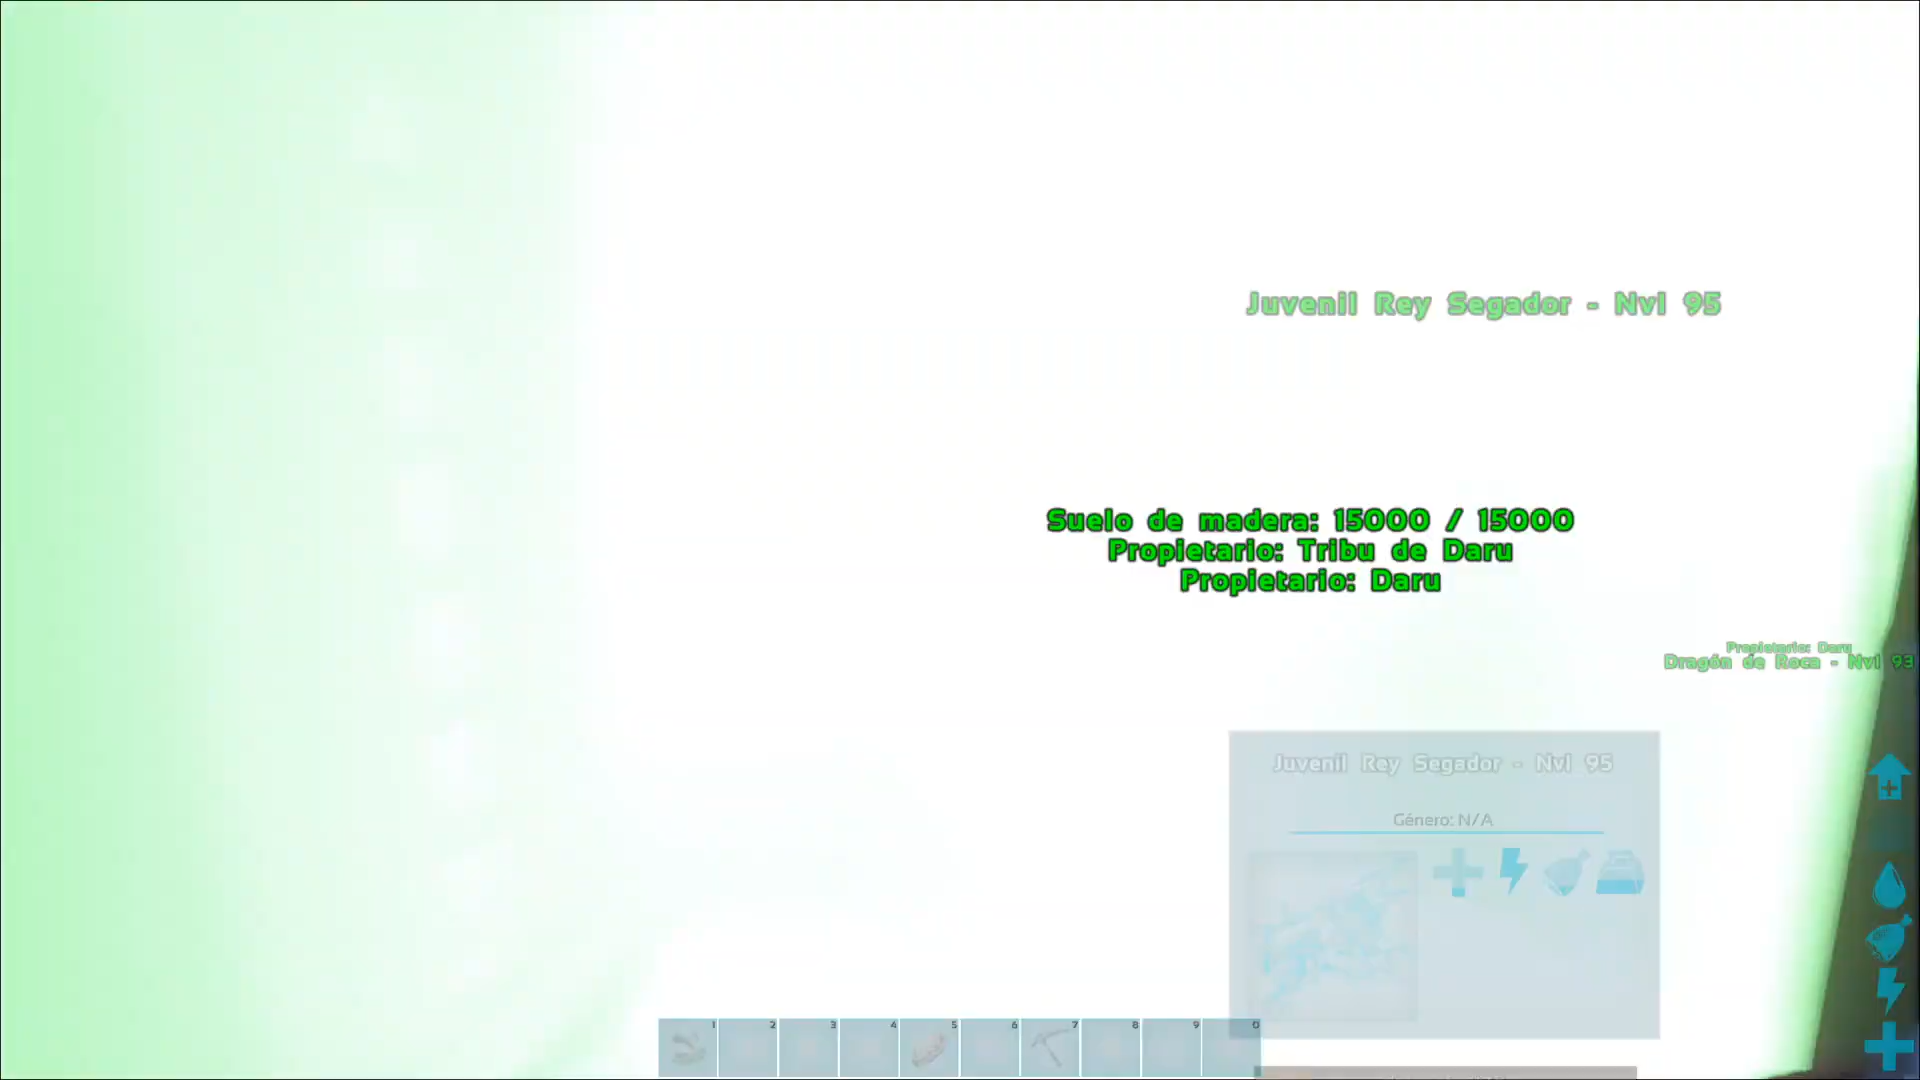 Juvenil Rey Segador - Nvl 95
Suelo de madera: 15000 / 15000
Propietario: Tribu de Daru
Propietario: Daru
Propietario: Daru
Dragón de Roca - Nvl 93
Juvenil Rey Segador - Nvl 95
Género: N/A
1 2 3 4 5 6 7 8 9 0